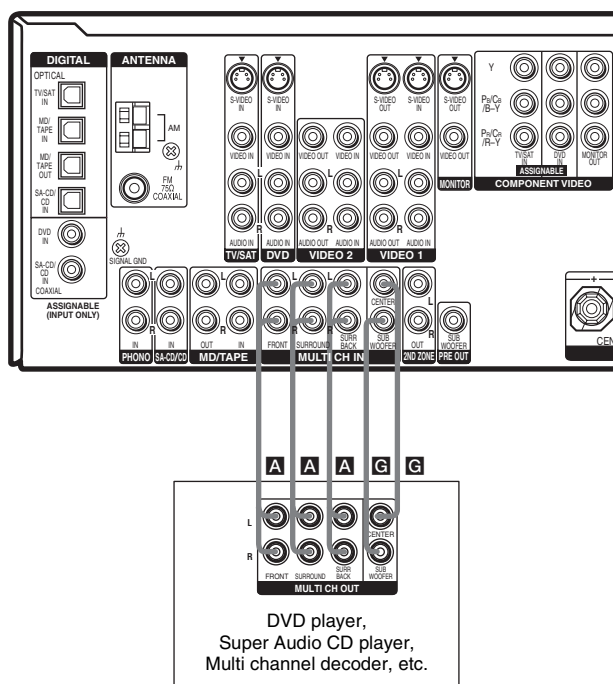 DIGITAL
OPTICAL
TV/SAT
IN
MD/
TAPE
IN
MD/
TAPE
OUT
SA-CD/
CD
IN
DVD
IN
SA-CD/
CD
IN
COAXIAL
ASSIGNABLE
(INPUT ONLY)
ANTENNA
AM
FM
75Ω
COAXIAL
SIGNAL GND
S-VIDEO
IN
S-VIDEO
IN
S-VIDEO
OUT
S-VIDEO
IN
S-VIDEO
OUT
VIDEO IN
VIDEO IN
VIDEO OUT
VIDEO IN
VIDEO OUT
VIDEO IN
VIDEO OUT
L
L
L
R
R
R
AUDIO IN
AUDIO IN
AUDIO OUT
AUDIO IN
AUDIO OUT
AUDIO IN
TV/SAT
DVD
VIDEO 2
VIDEO 1
MONITOR
Y
PB/CB
/B–Y
PR/CR
/R–Y
TV/SAT
IN
DVD
IN
MONITOR
OUT
ASSIGNABLE
COMPONENT VIDEO
L
L
L
L
L
CENTER
L
R
R
R
R
R
R
IN
IN
OUT
IN
FRONT
SURROUND
SURR
BACK
SUB
WOOFER
OUT
SUB
WOOFER
PHONO
SA-CD/CD
MD/TAPE
MULTI CH IN
2ND ZONE
PRE OUT
+
CEN
A
A
A
G
G
L
CENTER
R
FRONT
SURROUND
SURR
BACK
SUB
WOOFER
MULTI CH OUT
DVD player,
Super Audio CD player,
Multi channel decoder, etc.